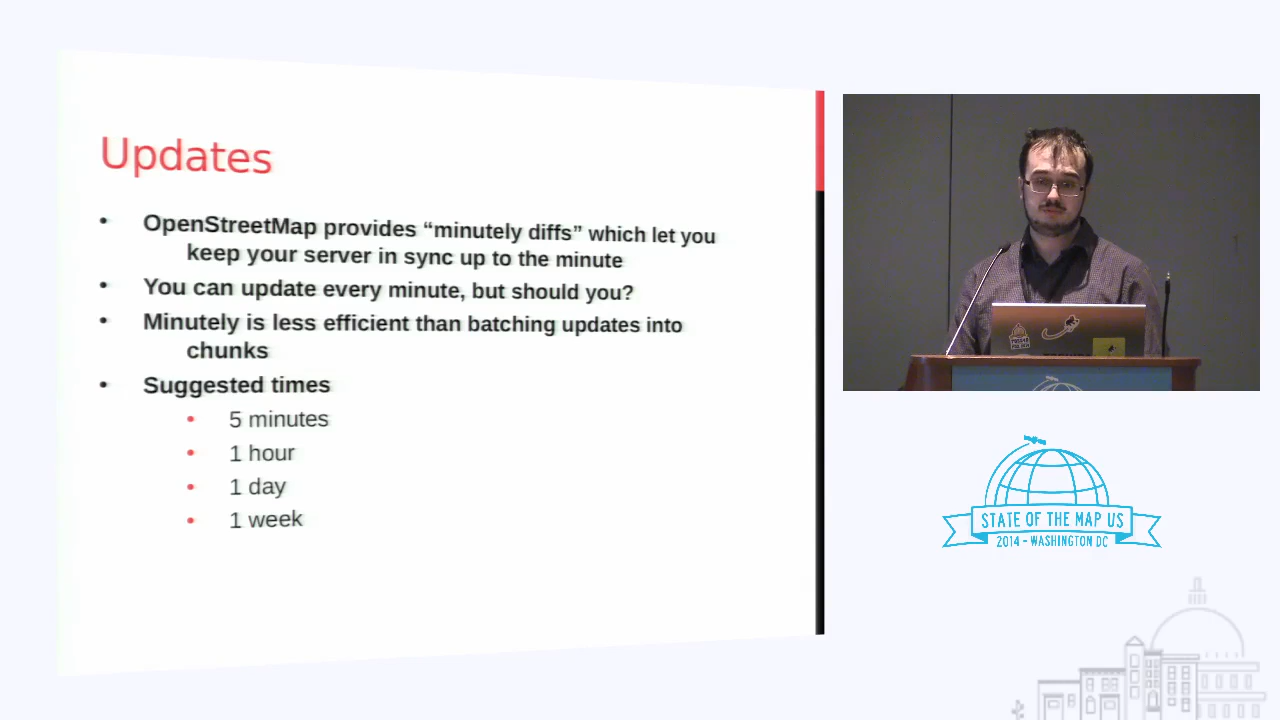 Updates
• OpenStreetMap provides “minutely diffs” which let you
keep your server in sync up to the minute
• You can update every minute, but should you?
• Minutely is less efficient than batching updates into
chunks
• Suggested times
• 5 minutes
• 1 hour
• 1 day
• 1 week
STATE OF THE MAP US
2014 - WASHINGTON DC